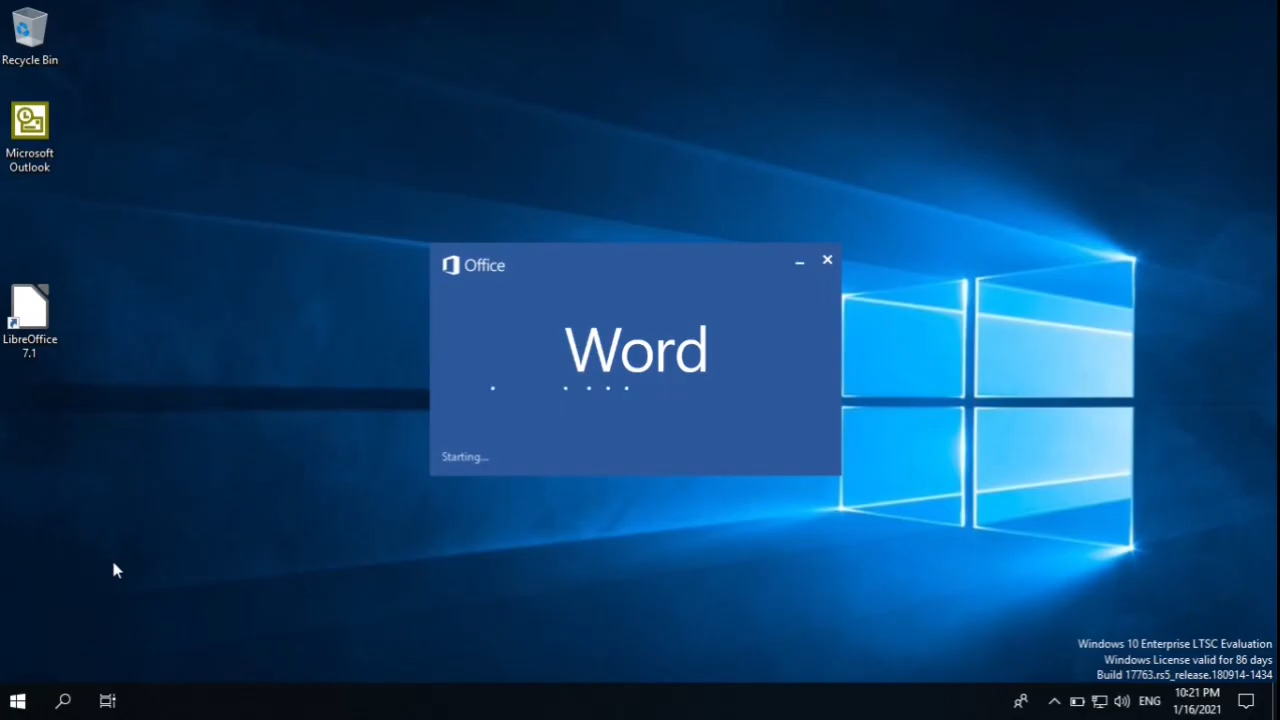 Recycle Bin
Microsoft
Outlook
LibreOffice
7.1
Office
Word
Starting...
Windows 10 Enterprise LTSC Evaluation
Windows License valid for 86 days
Build 17763.rs5_release.180914-1434
ENG
10:21 PM
1/16/2021